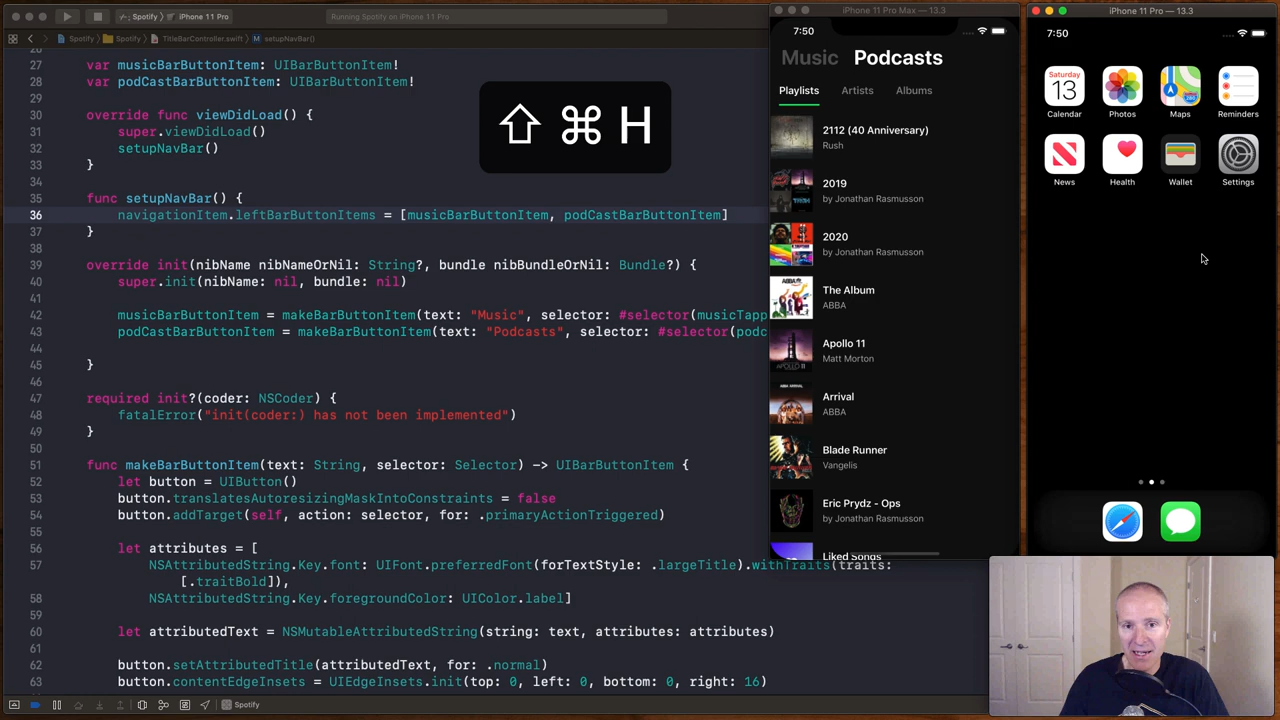 Spotify › iPhone 11 Pro
Running Spotify on iPhone 11 Pro
Spotify › Spotify › TitleBarController.swift › M setupNavBar()
26
27 var musicBarButtonItem: UIBarButtonItem!
28 var podCastBarButtonItem: UIBarButtonItem!
29
30 override func viewDidLoad() {
31 super.viewDidLoad()
32 setupNavBar()
33 }
34
35 func setupNavBar() {
36 navigationItem.leftBarButtonItems = [musicBarButtonItem, podCastBarButtonItem]
37 }
38
39 override init(nibName nibNameOrNil: String?, bundle nibBundleOrNil: Bundle?) {
40 super.init(nibName: nil, bundle: nil)
41
42 musicBarButtonItem = makeBarButtonItem(text: "Music", selector: #selector(musicTapp
43 podCastBarButtonItem = makeBarButtonItem(text: "Podcasts", selector: #selector(podc
44
45 }
46
47 required init?(coder: NSCoder) {
48 fatalError("init(coder:) has not been implemented")
49 }
50
51 func makeBarButtonItem(text: String, selector: Selector) -> UIBarButtonItem {
52 let button = UIButton()
53 button.translatesAutoresizingMaskIntoConstraints = false
54 button.addTarget(self, action: selector, for: .primaryActionTriggered)
55
56 let attributes = [
57 NSAttributedString.Key.font: UIFont.preferredFont(forTextStyle: .largeTitle).withTraits(traits:
[.traitBold]),
58 NSAttributedString.Key.foregroundColor: UIColor.label]
59
60 let attributedText = NSMutableAttributedString(string: text, attributes: attributes)
61
62 button.setAttributedTitle(attributedText, for: .normal)
63 button.contentEdgeInsets = UIEdgeInsets.init(top: 0, left: 0, bottom: 0, right: 16)
Spotify
⇧ ⌘ H
iPhone 11 Pro Max — 13.3
7:50
Music Podcasts
Playlists Artists Albums
2112 (40 Anniversary)
Rush
2019
by Jonathan Rasmusson
2020
by Jonathan Rasmusson
The Album
ABBA
Apollo 11
Matt Morton
Arrival
ABBA
Blade Runner
Vangelis
Eric Prydz - Ops
by Jonathan Rasmusson
Liked Songs
iPhone 11 Pro — 13.3
7:50
Saturday
13
Calendar Photos Maps Reminders
News Health Wallet Settings